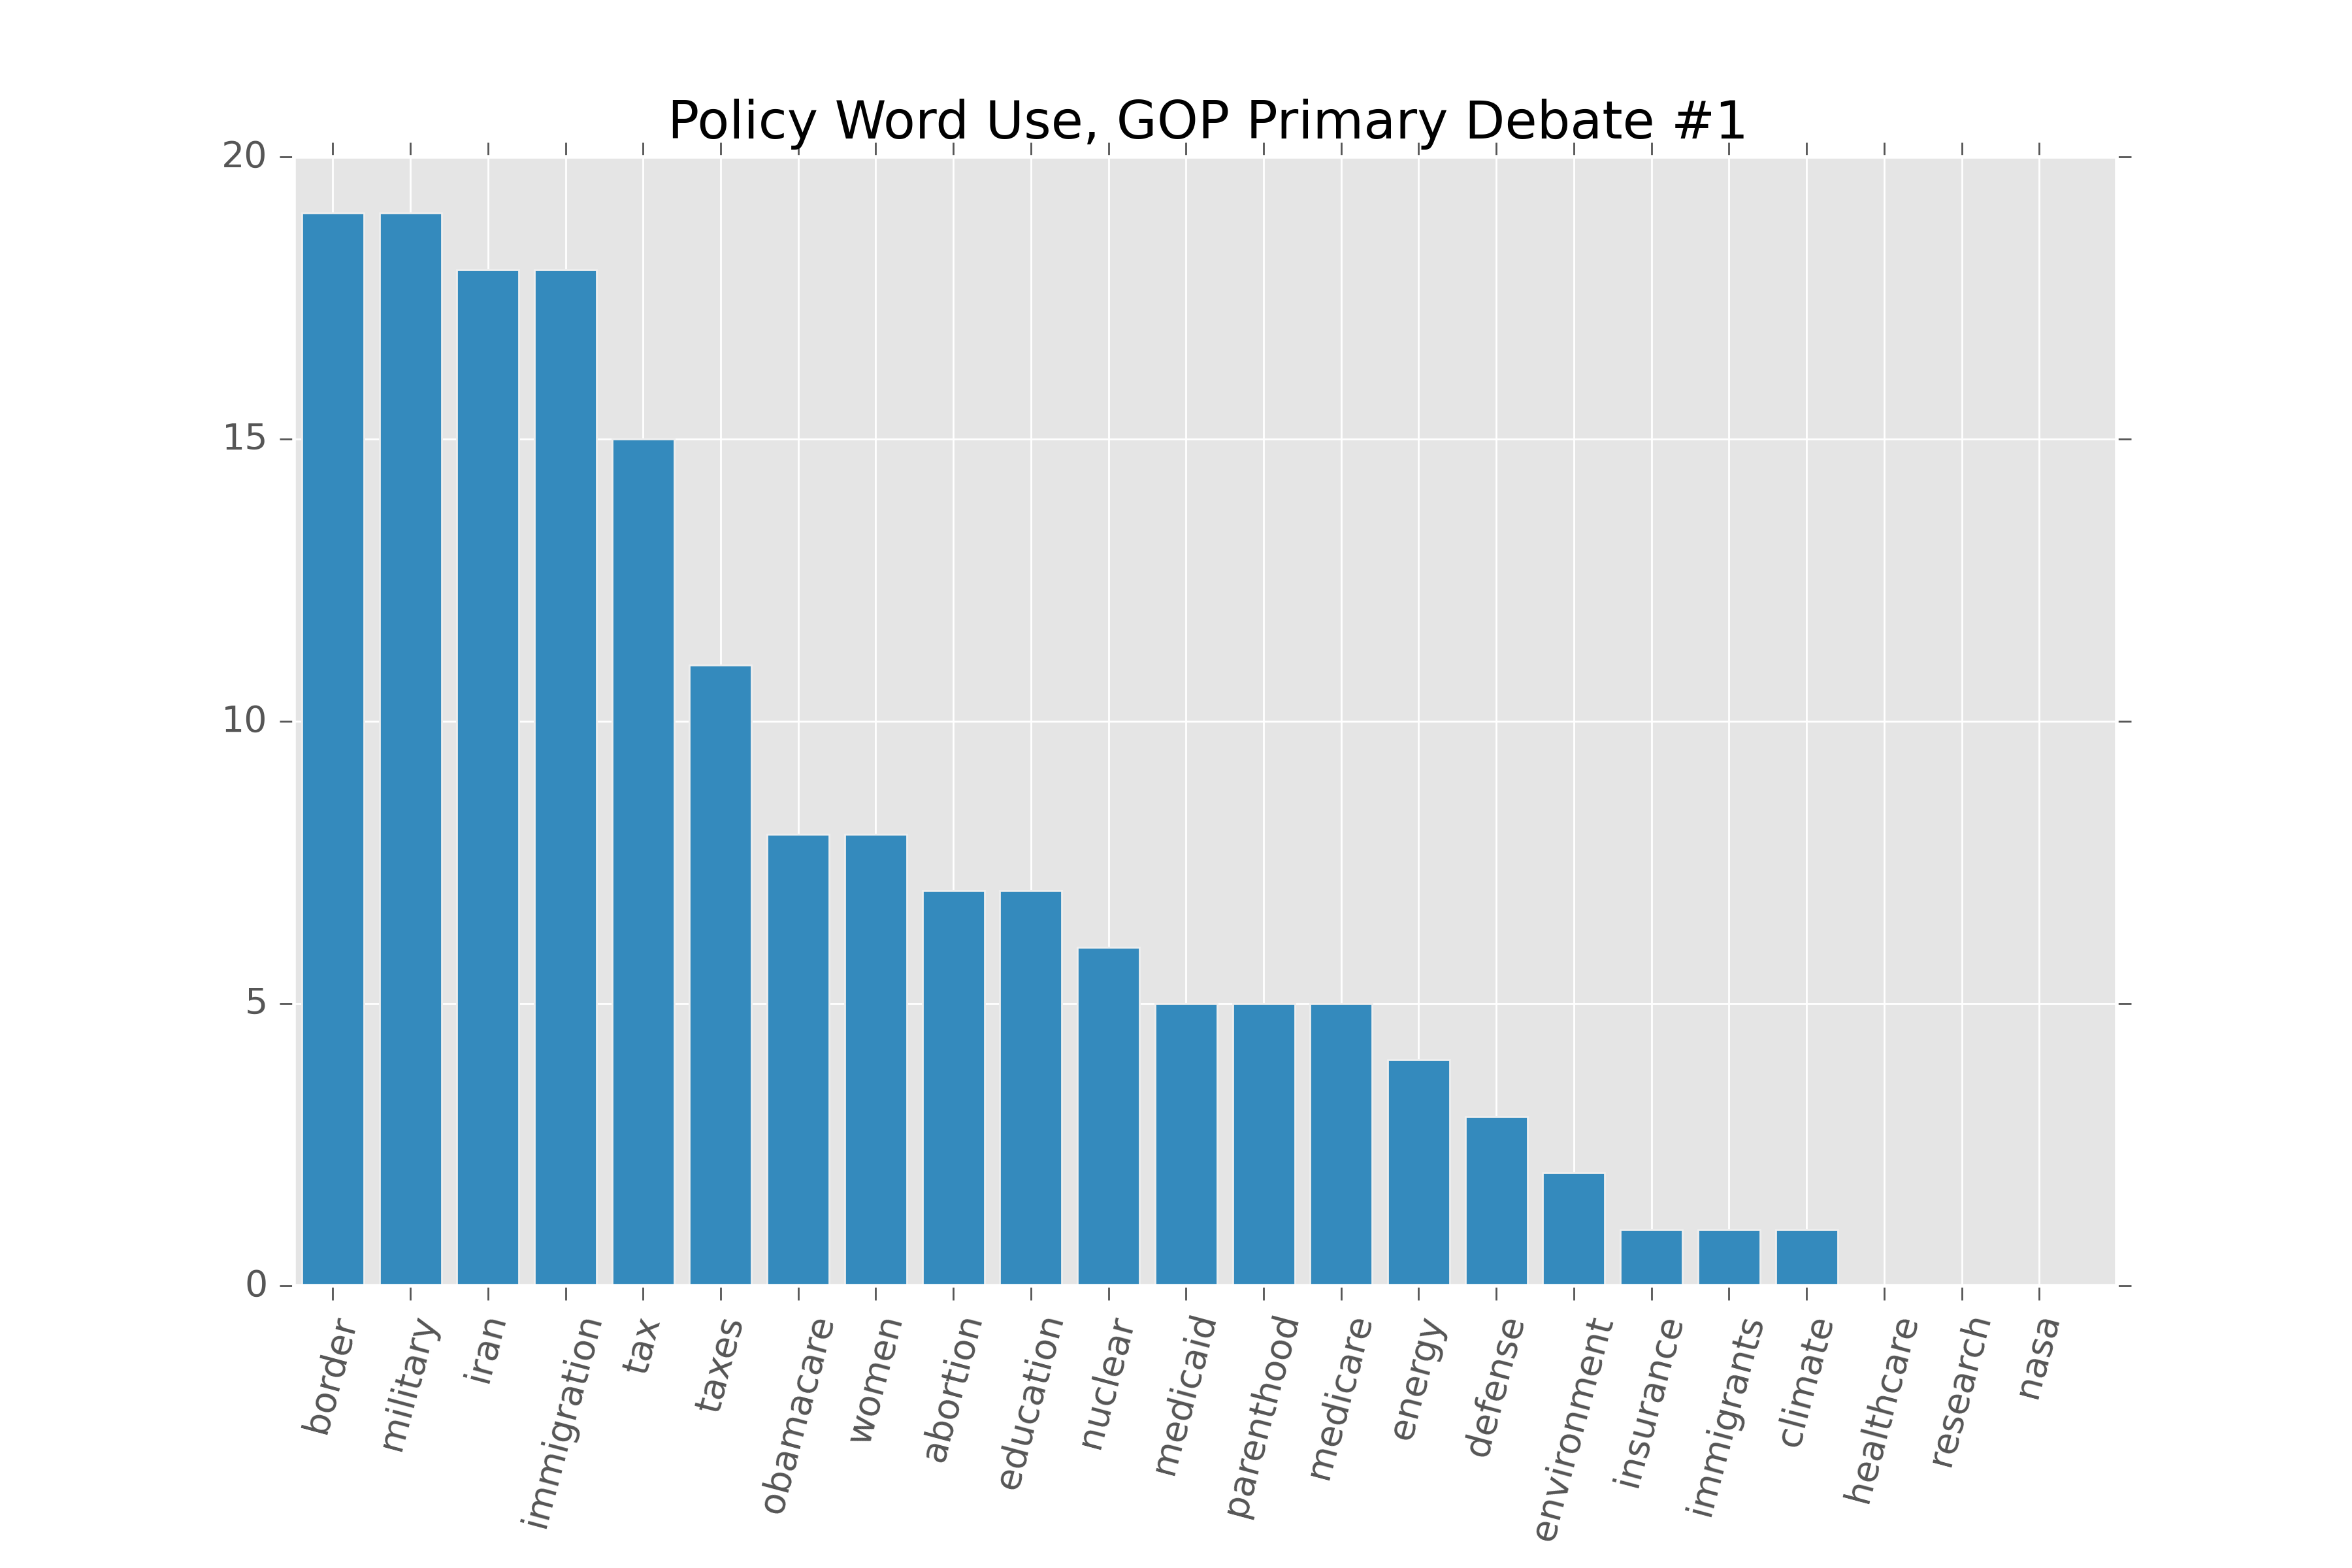 Policy Word Use, GOP Primary Debate #1
20
15
10
5
0
border
military
iran
immigration
tax
taxes
obamacare
women
abortion
education
nuclear
medicaid
parenthood
medicare
energy
defense
environment
insurance
immigrants
climate
healthcare
research
nasa